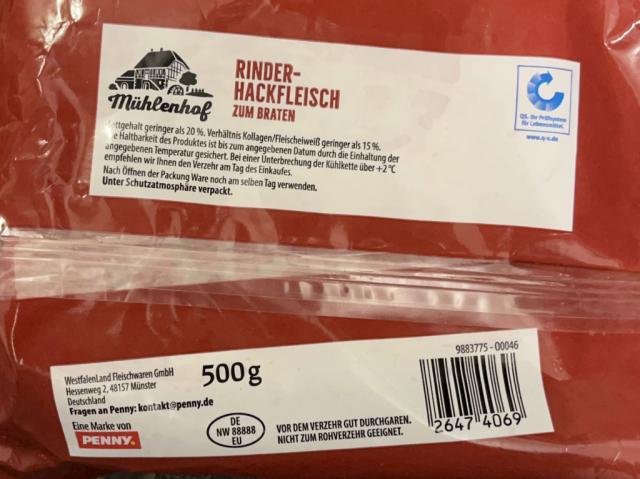 Mühlenhof
RINDER-
HACKFLEISCH
ZUM BRATEN
QS. Ihr Prüfsystem
für Lebensmittel.
www.q-s.de
ettgehalt geringer als 20 %. Verhältnis Kollagen/Fleischeiweiß geringer als 15 %.
ie Haltbarkeit des Produktes ist bis zum angegebenen Datum durch die Einhaltung der
angegebenen Temperatur gesichert. Bei einer Unterbrechung der Kühlkette über +2°C
empfehlen wir Ihnen den Verzehr am Tag des Einkaufes.
Nach Öffnen der Packung Ware noch am selben Tag verwenden.
Unter Schutzatmosphäre verpackt.
WestfalenLand Fleischwaren GmbH
Hessenweg 2, 48157 Münster
Deutschland
Fragen an Penny: kontakt@penny.de
Eine Marke von
PENNY.
500g
DE
NW 88888
EU
VOR DEM VERZEHR GUT DURCHGAREN.
NICHT ZUM ROHVERZEHR GEEIGNET.
9883775-00046
2647 4069